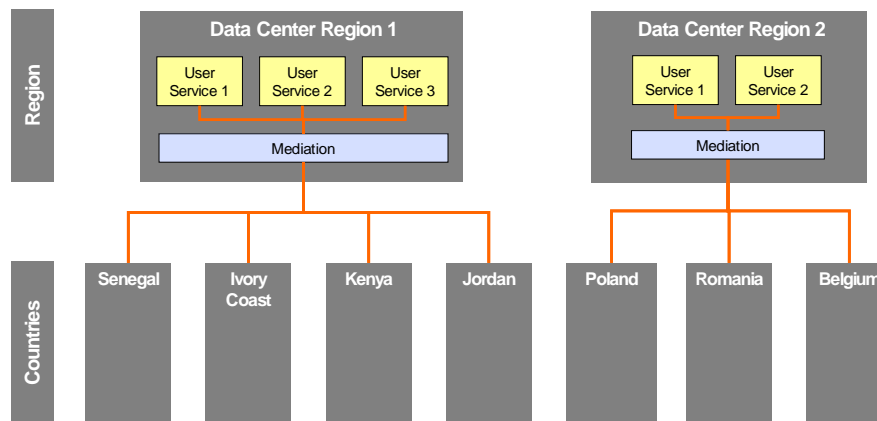 Region
Data Center Region 1
User
Service 1
User
Service 2
User
Service 3
Mediation
Data Center Region 2
User
Service 1
User
Service 2
Mediation
Countries
Senegal
Ivory
Coast
Kenya
Jordan
Poland
Romania
Belgium